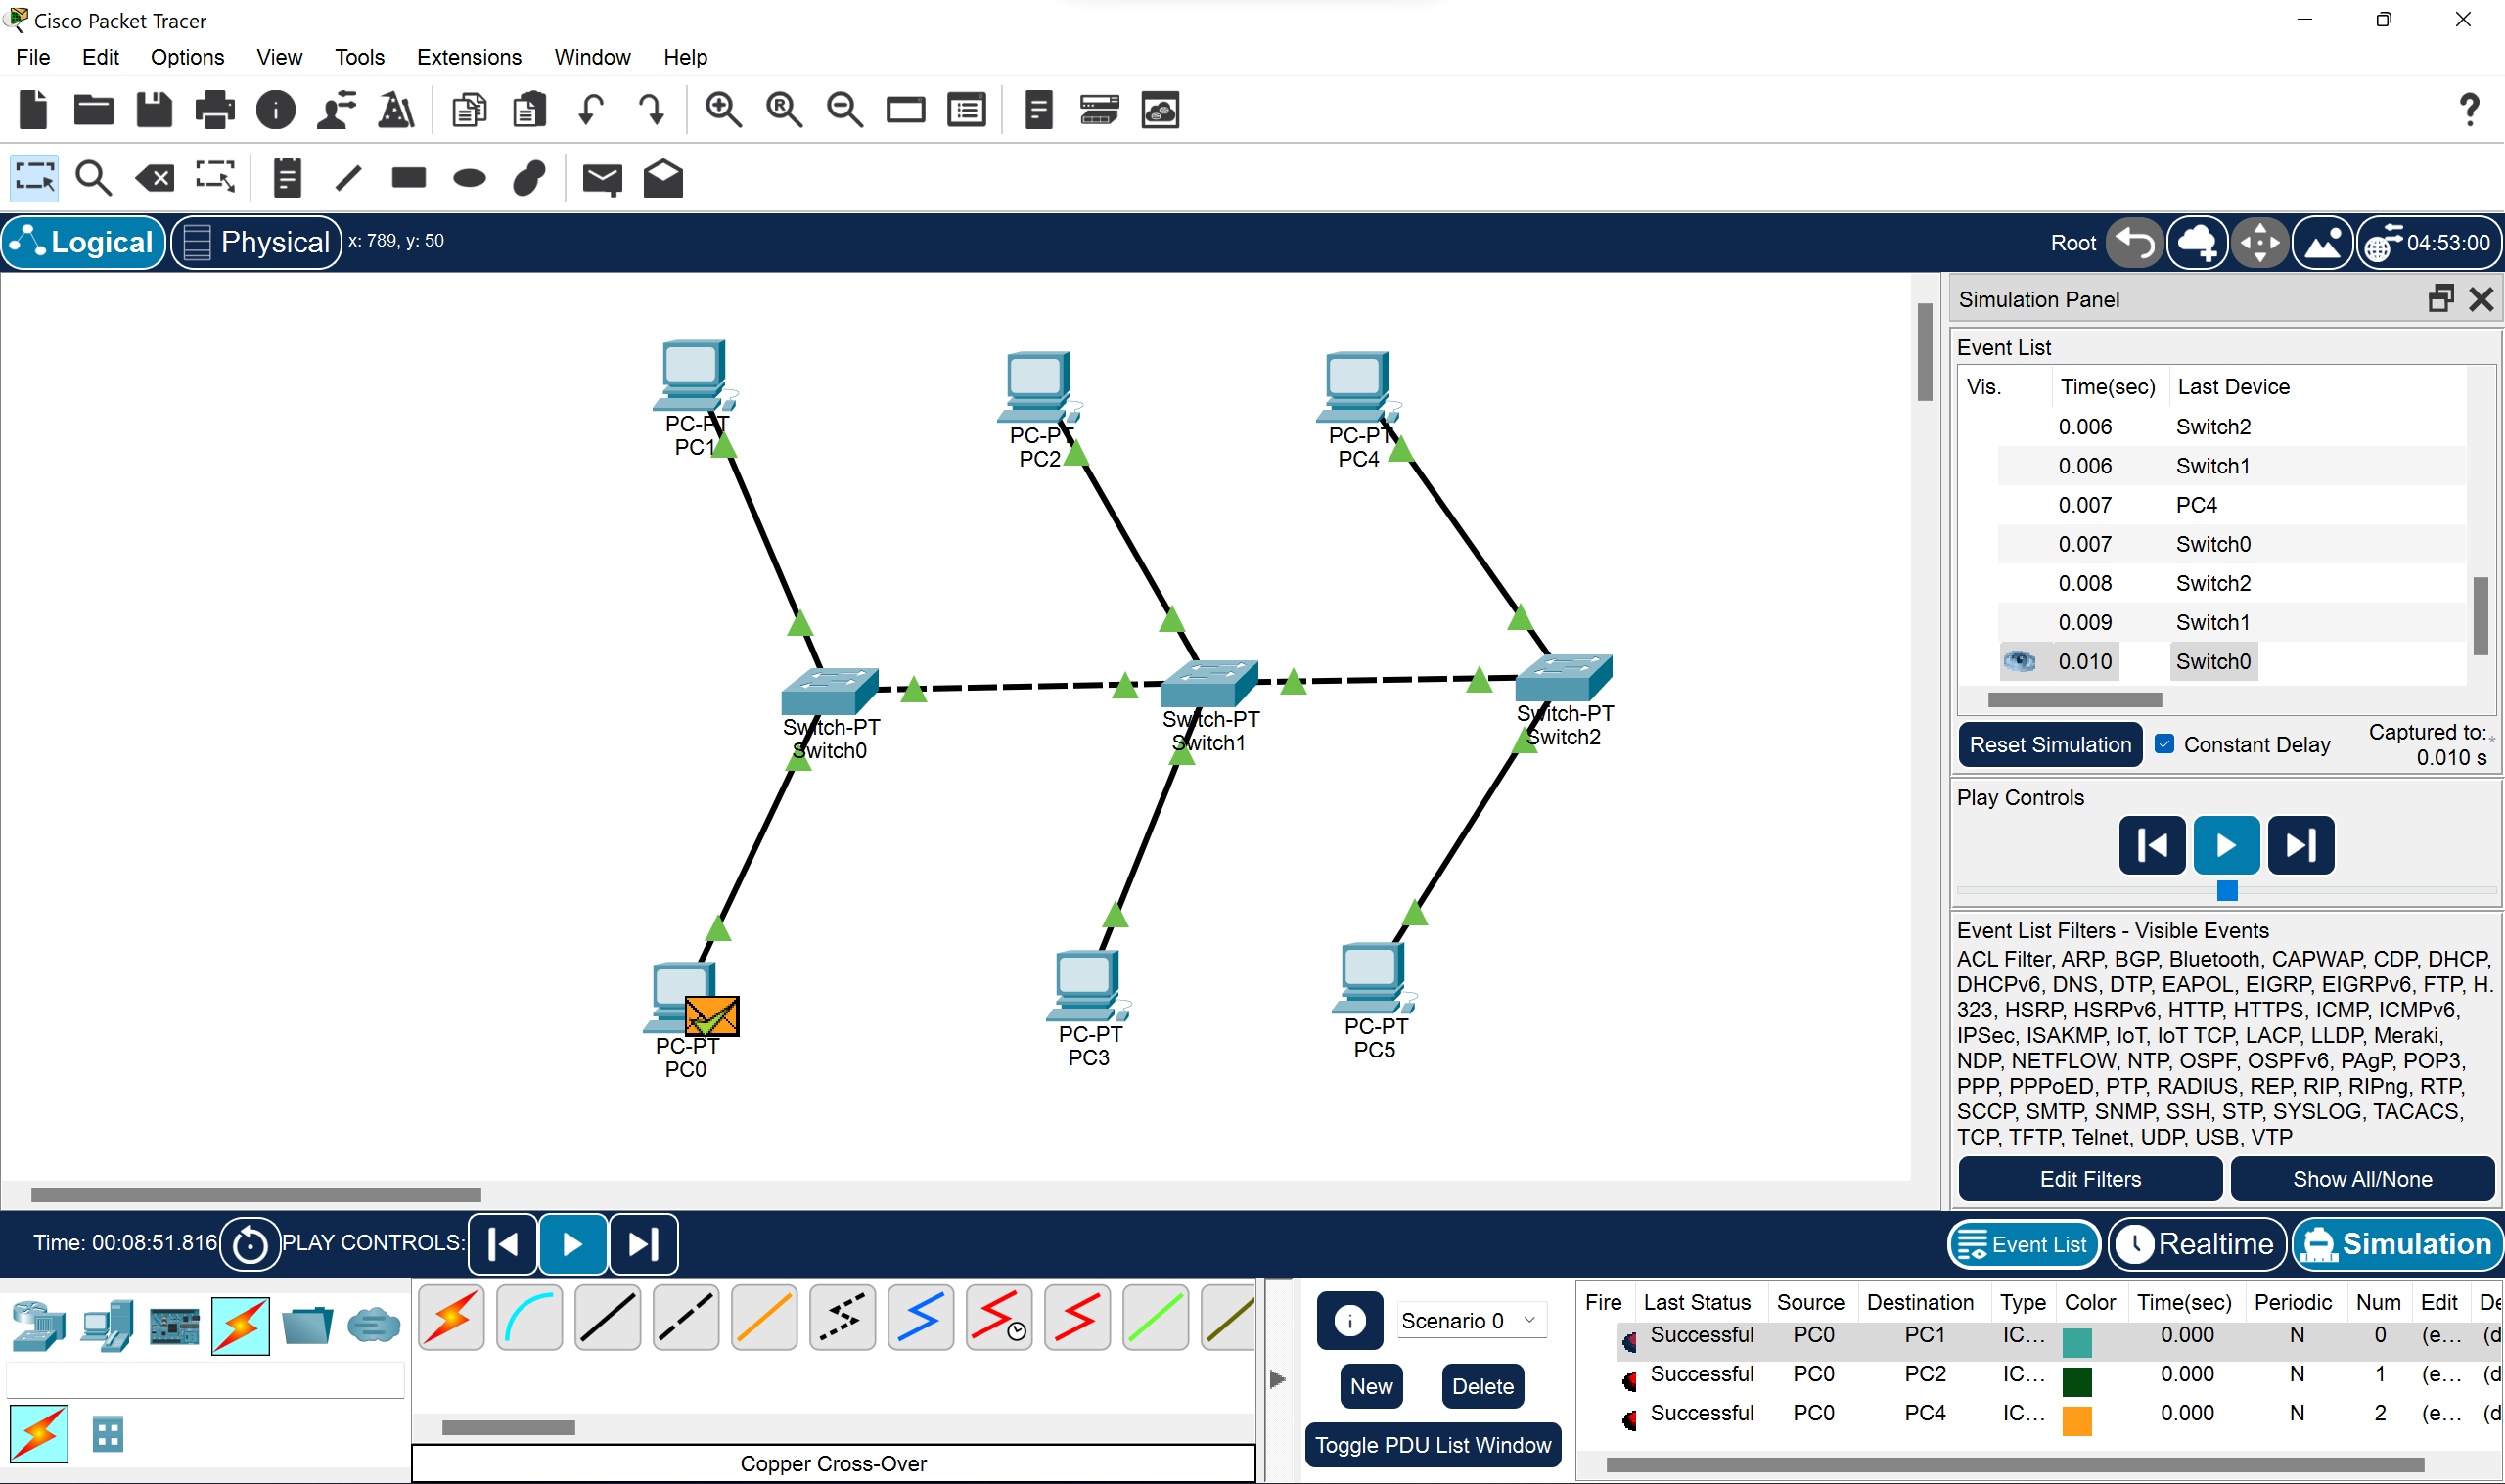 Cisco Packet Tracer
File Edit Options View Tools Extensions Window Help
Logical Physical x: 789, y: 50 Root 04:53:00
Simulation Panel
Event List
Vis. Time(sec) Last Device
0.006 Switch2
0.006 Switch1
0.007 PC4
0.007 Switch0
0.008 Switch2
0.009 Switch1
0.010 Switch0
Reset Simulation Constant Delay Captured to:*
0.010 s
Play Controls
Event List Filters - Visible Events
ACL Filter, ARP, BGP, Bluetooth, CAPWAP, CDP, DHCP,
DHCPv6, DNS, DTP, EAPOL, EIGRP, EIGRPv6, FTP, H.
323, HSRP, HSRPv6, HTTP, HTTPS, ICMP, ICMPv6,
IPSec, ISAKMP, IoT, IoT TCP, LACP, LLDP, Meraki,
NDP, NETFLOW, NTP, OSPF, OSPFv6, PAgP, POP3,
PPP, PPPoED, PTP, RADIUS, REP, RIP, RIPng, RTP,
SCCP, SMTP, SNMP, SSH, STP, SYSLOG, TACACS,
TCP, TFTP, Telnet, UDP, USB, VTP
Edit Filters Show All/None
PC-PT
PC1
PC-PT
PC2
PC-PT
PC4
Switch-PT
Switch0
Switch-PT
Switch1
Switch-PT
Switch2
PC-PT
PC0
PC-PT
PC3
PC-PT
PC5
Time: 00:08:51.816 PLAY CONTROLS: Event List Realtime Simulation
Copper Cross-Over
Scenario 0
New Delete
Toggle PDU List Window
Fire Last Status Source Destination Type Color Time(sec) Periodic Num Edit De
Successful PC0 PC1 IC... 0.000 N 0 (e... (d
Successful PC0 PC2 IC... 0.000 N 1 (e... (d
Successful PC0 PC4 IC... 0.000 N 2 (e... (d